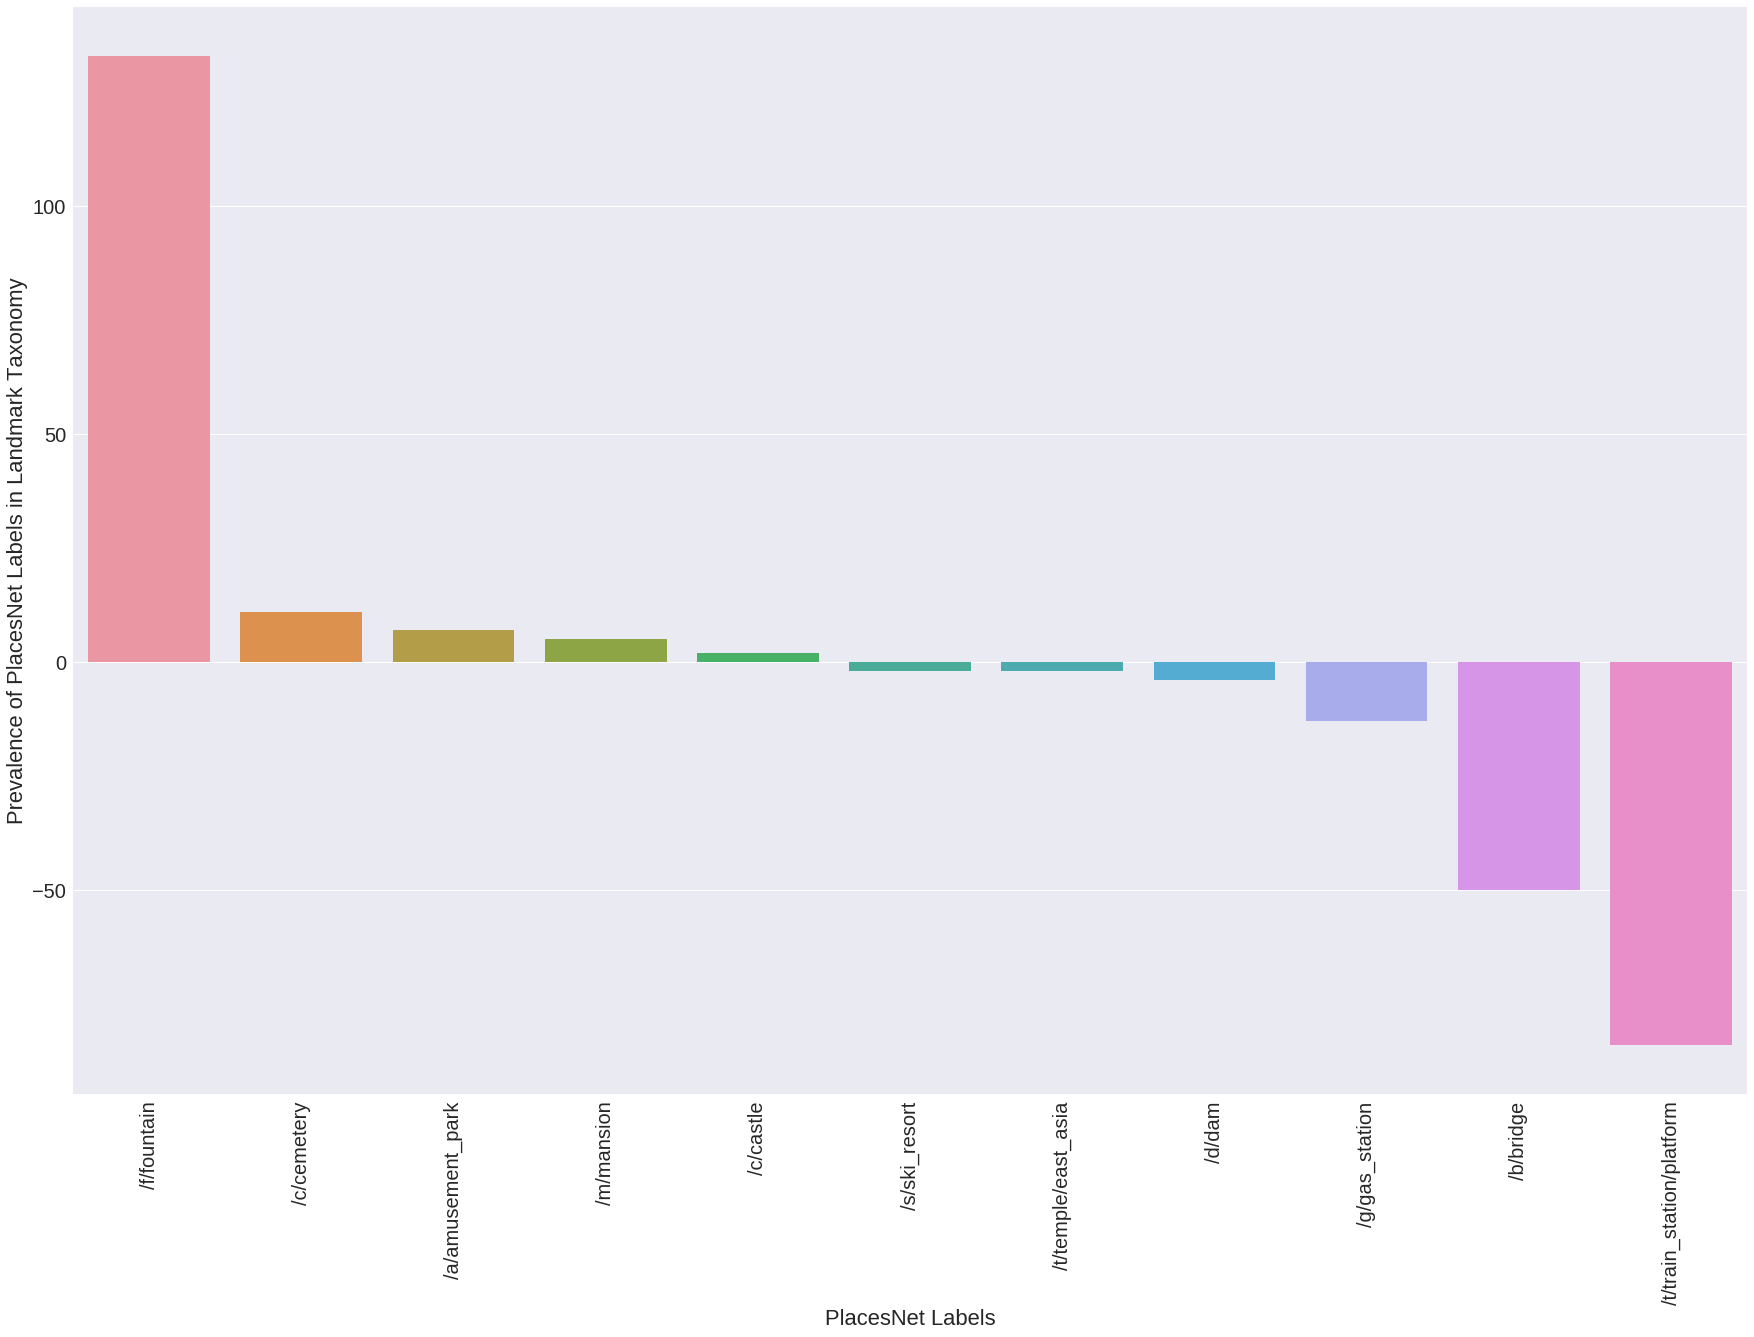 Prevalence of PlacesNet Labels in Landmark Taxonomy
100
50
0
−50
/f/fountain
/c/cemetery
/a/amusement_park
/m/mansion
/c/castle
/s/ski_resort
/t/temple/east_asia
/d/dam
/g/gas_station
/b/bridge
/t/train_station/platform
PlacesNet Labels